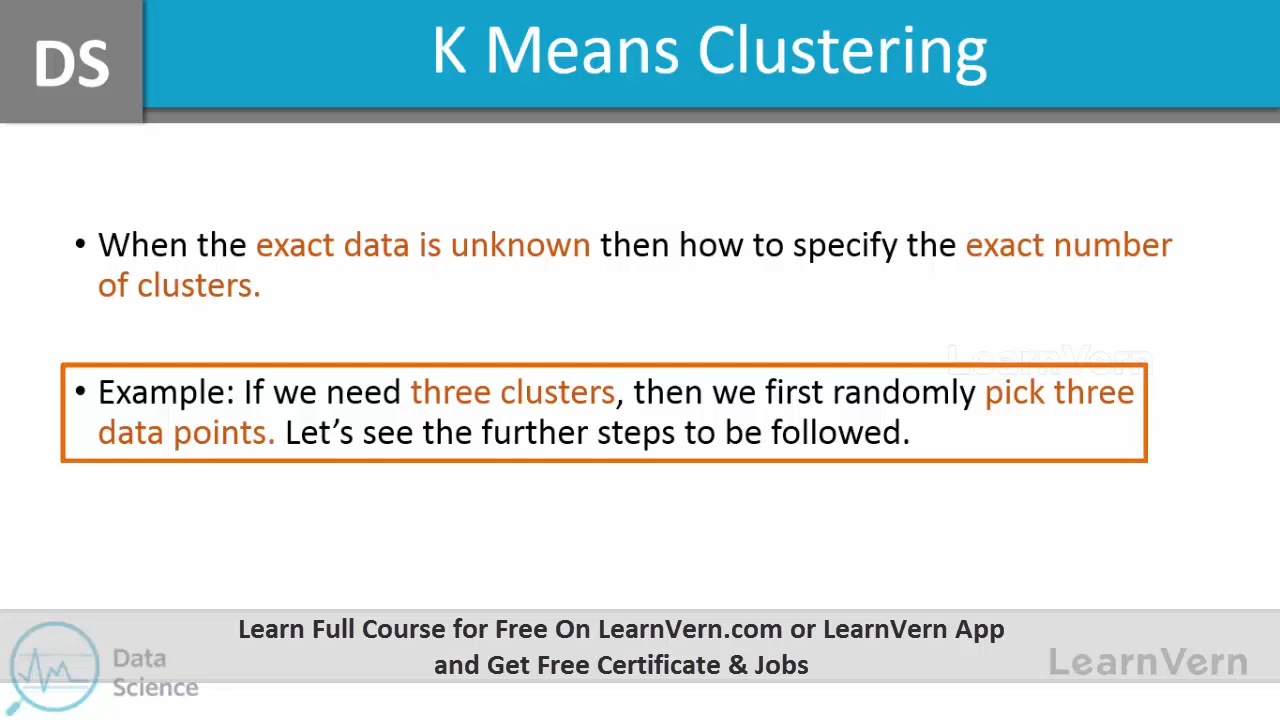 DS
K Means Clustering
• When the exact data is unknown then how to specify the exact number
of clusters.
LearnVern
• Example: If we need three clusters, then we first randomly pick three
data points. Let's see the further steps to be followed.
Learn Full Course for Free On LearnVern.com or LearnVern App
and Get Free Certificate & Jobs
Data
Science
LearnVern